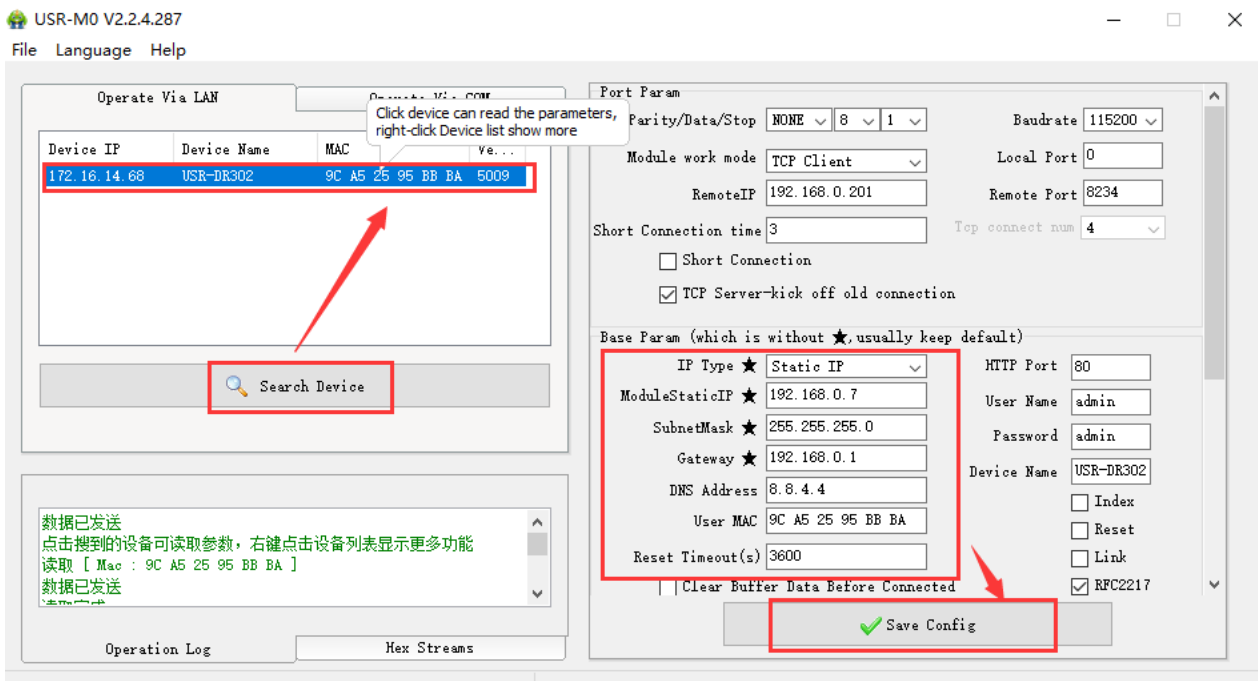 USR-M0 V2.2.4.287
File Language Help
Operate Via LAN
Operate Via COM
Click device can read the parameters,
right-click Device list show more
Device IP Device Name MAC Ve...
172.16.14.68 USR-DR302 9C A5 25 95 BB BA 5009
Search Device
数据已发送
点击搜到的设备可读取参数，右键点击设备列表显示更多功能
读取 [ Mac : 9C A5 25 95 BB BA ]
数据已发送
Operation Log
Hex Streams
Port Param
Parity/Data/Stop NONE 8 1 Baudrate 115200
Module work mode TCP Client Local Port 0
RemoteIP 192.168.0.201 Remote Port 8234
Short Connection time 3 Tcp connect num 4
Short Connection
TCP Server-kick off old connection
Base Param (which is without ★,usually keep default)
IP Type ★ Static IP HTTP Port 80
ModuleStaticIP ★ 192.168.0.7 User Name admin
SubnetMask ★ 255.255.255.0 Password admin
Gateway ★ 192.168.0.1 Device Name USR-DR302
DNS Address 8.8.4.4 Index
User MAC 9C A5 25 95 BB BA Reset
Reset Timeout(s) 3600 Link
Clear Buffer Data Before Connected RFC2217
Save Config